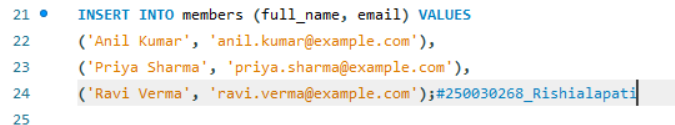 21 INSERT INTO members (full_name, email) VALUES
22 ('Anil Kumar', 'anil.kumar@example.com'),
23 ('Priya Sharma', 'priya.sharma@example.com'),
24 ('Ravi Verma', 'ravi.verma@example.com');#250030268_Rishialapati
25